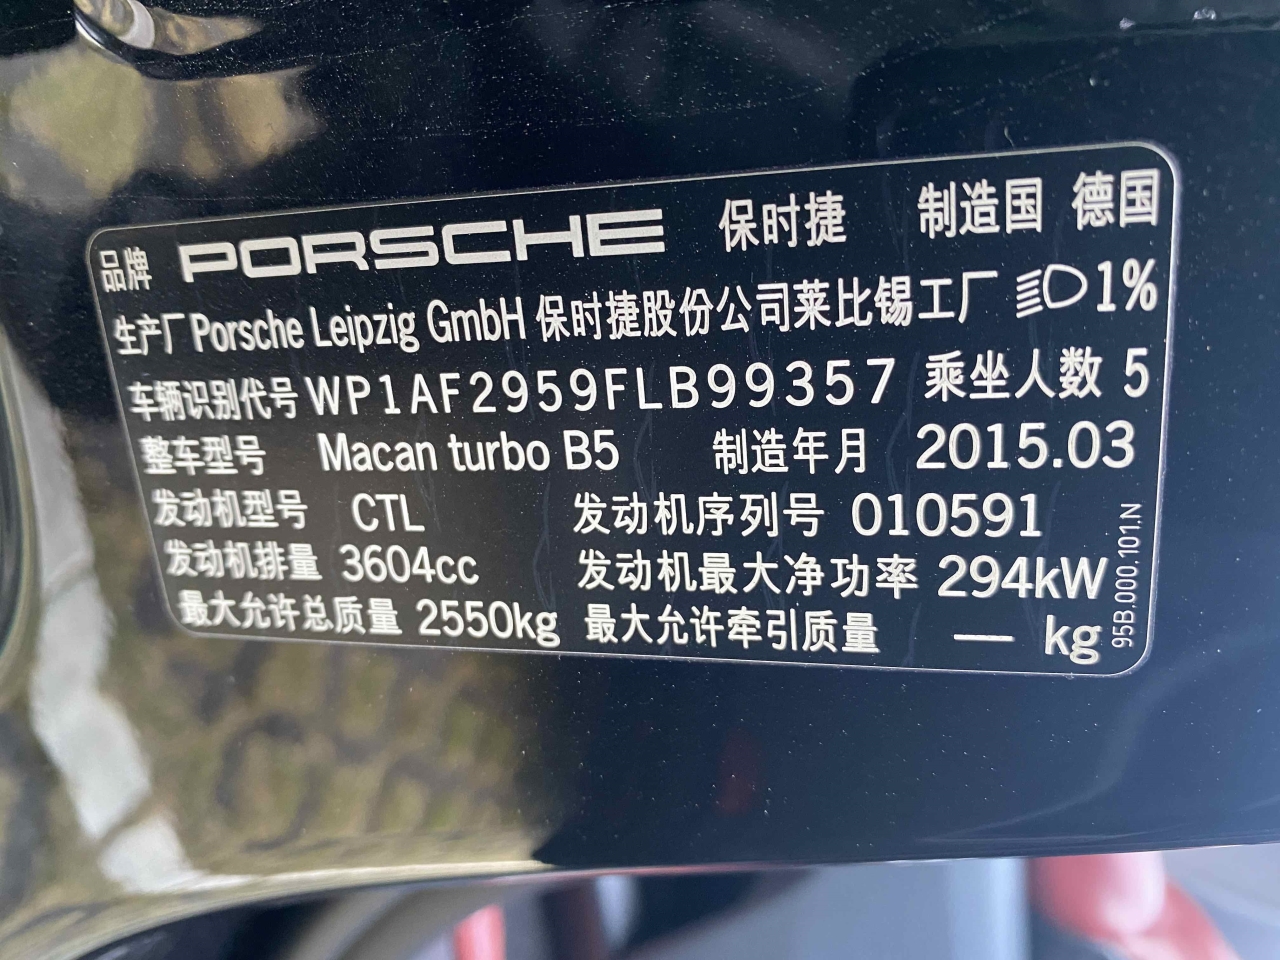 品牌 PORSCHE 保时捷 制造国 德国
生产厂 Porsche Leipzig GmbH 保时捷股份公司莱比锡工厂 1%
车辆识别代号 WP1AF2959FLB99357 乘坐人数 5
整车型号 Macan turbo B5 制造年月 2015.03
发动机型号 CTL 发动机序列号 010591
发动机排量 3604cc 发动机最大净功率 294kW
最大允许总质量 2550kg 最大允许牵引质量 — kg
95B.000.101.N